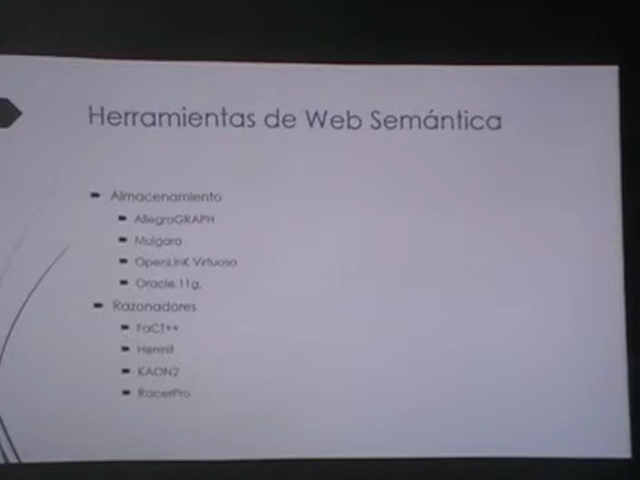 Herramientas de Web Semántica
Almacenamiento
AllegroGRAPH
Mulgara
OpenLinK Virtuoso
Oracle 11g.
Razonadores
FaCT++
Hermit
KAON2
RacerPro